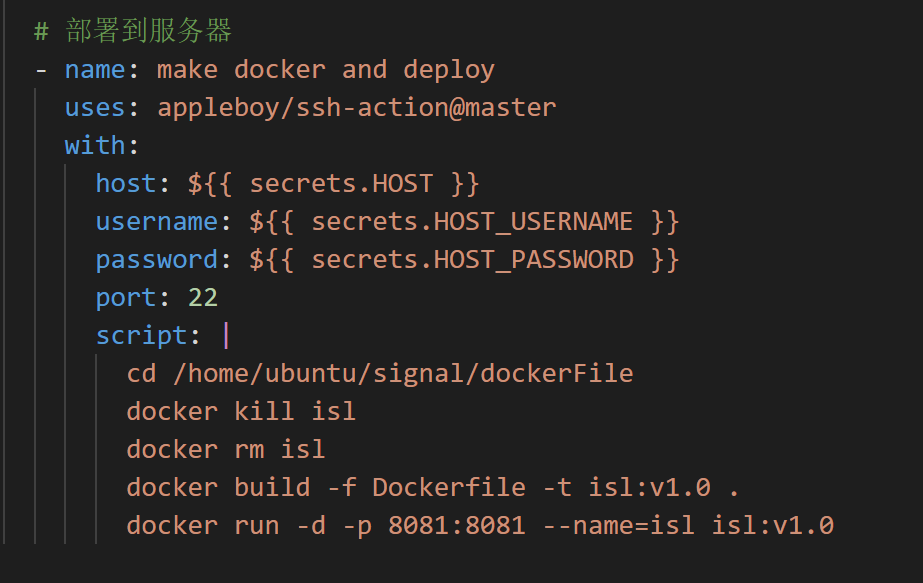 # 部署到服务器
- name: make docker and deploy
uses: appleboy/ssh-action@master
with:
host: ${{ secrets.HOST }}
username: ${{ secrets.HOST_USERNAME }}
password: ${{ secrets.HOST_PASSWORD }}
port: 22
script: |
cd /home/ubuntu/signal/dockerFile
docker kill isl
docker rm isl
docker build -f Dockerfile -t isl:v1.0 .
docker run -d -p 8081:8081 --name=isl isl:v1.0